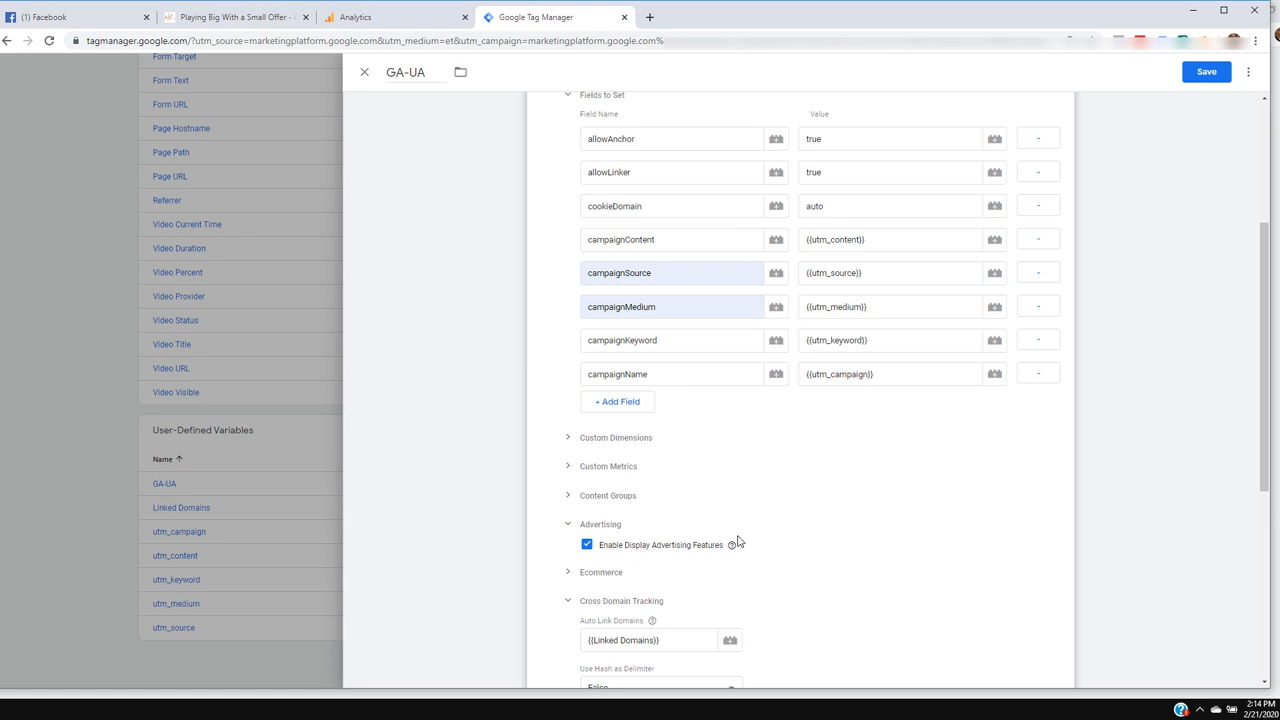 (1) Facebook
Playing Big With a Small Offer -
Analytics
Google Tag Manager
tagmanager.google.com/?utm_source=marketingplatform.google.com&utm_medium=et&utm_campaign=marketingplatform.google.com%
Form Target
Form Text
Form URL
Page Hostname
Page Path
Page URL
Referrer
Video Current Time
Video Duration
Video Percent
Video Provider
Video Status
Video Title
Video URL
Video Visible
User-Defined Variables
Name
GA-UA
Linked Domains
utm_campaign
utm_content
utm_keyword
utm_medium
utm_source
GA-UA
Save
Fields to Set
Field Name Value
allowAnchor true -
allowLinker true -
cookieDomain auto -
campaignContent {{utm_content}} -
campaignSource {{utm_source}} -
campaignMedium {{utm_medium}} -
campaignKeyword {{utm_keyword}} -
campaignName {{utm_campaign}} -
+ Add Field
Custom Dimensions
Custom Metrics
Content Groups
Advertising
Enable Display Advertising Features
Ecommerce
Cross Domain Tracking
Auto Link Domains
{{Linked Domains}}
Use Hash as Delimiter
False
2:14 PM
2/21/2020